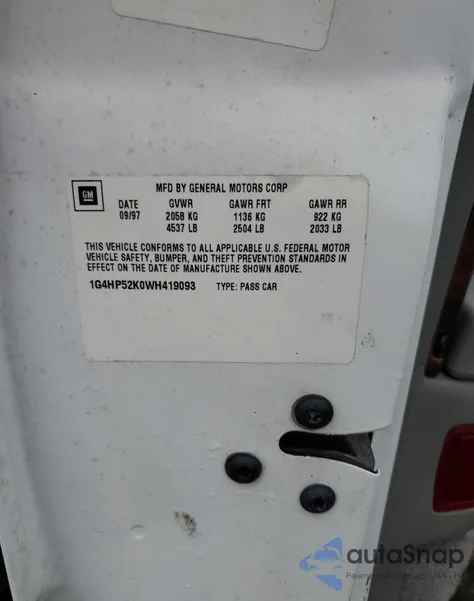 GM
MFD BY GENERAL MOTORS CORP
DATE GVWR GAWR FRT GAWR RR
09/97 2058 KG 1136 KG 922 KG
4537 LB 2504 LB 2033 LB
THIS VEHICLE CONFORMS TO ALL APPLICABLE U.S. FEDERAL MOTOR
VEHICLE SAFETY, BUMPER, AND THEFT PREVENTION STANDARDS IN
EFFECT ON THE DATE OF MANUFACTURE SHOWN ABOVE.
1G4HP52K0WH419093 TYPE: PASS CAR
autaSnap